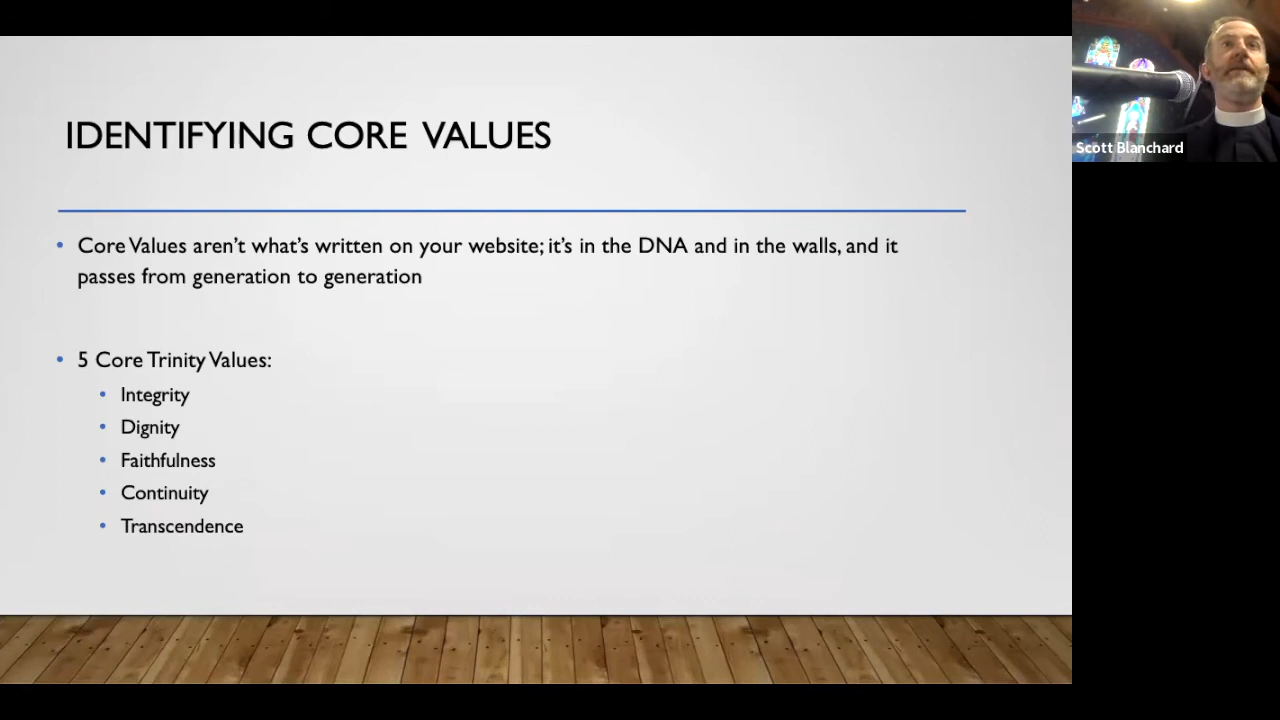 IDENTIFYING CORE VALUES
• Core Values aren't what's written on your website; it's in the DNA and in the walls, and it
passes from generation to generation
• 5 Core Trinity Values:
• Integrity
• Dignity
• Faithfulness
• Continuity
• Transcendence
Scott Blanchard